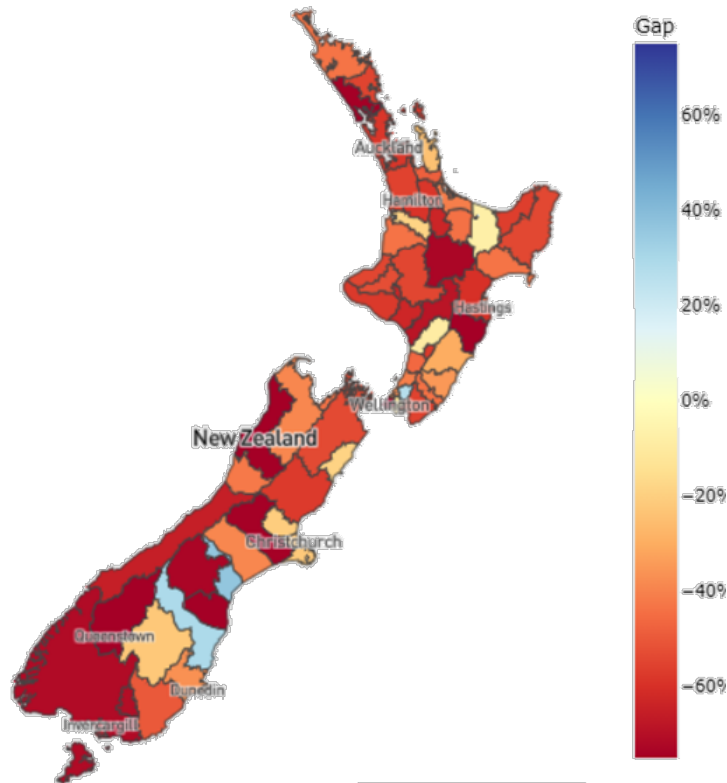 Gap
60%
Auckland
40%
Hamilton
20%
Hastings
0%
Wellington
New Zealand
−20%
Christchurch
−40%
Queenstown
−60%
Dunedin
Invercargill